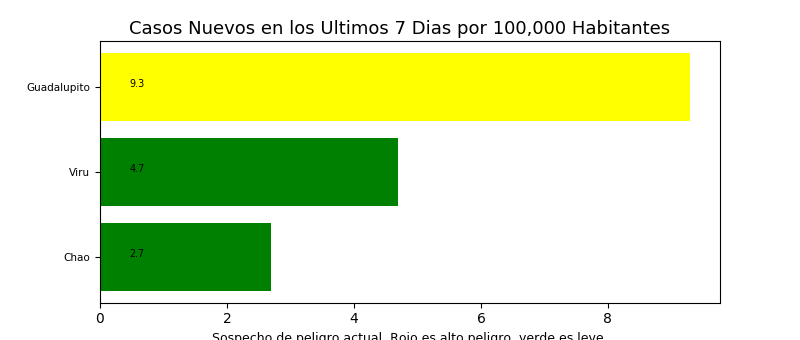 Casos Nuevos en los Ultimos 7 Dias por 100,000 Habitantes
Guadalupito
9.3
Viru
4.7
Chao
2.7
0 2 4 6 8
Sospecho de peligro actual. Rojo es alto peligro, verde es leve